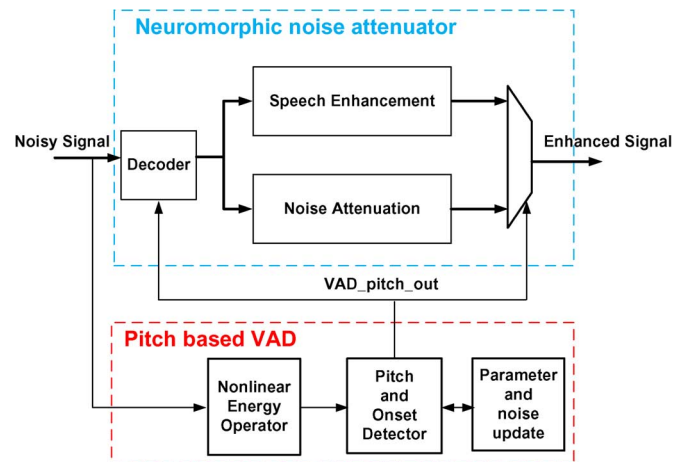 Neuromorphic noise attenuator
Speech Enhancement
Noisy Signal
Decoder
Enhanced Signal
Noise Attenuation
VAD_pitch_out
Pitch based VAD
Nonlinear
Energy
Operator
Pitch
and
Onset
Detector
Parameter
and
noise
update